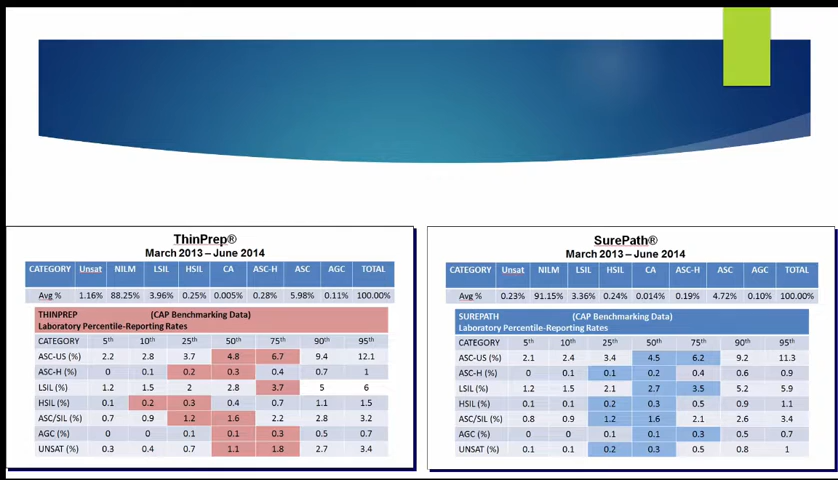 ThinPrep®
March 2013 – June 2014
CATEGORY Unsat NILM LSIL HSIL CA ASC-H ASC AGC TOTAL
Avg % 1.16% 88.25% 3.96% 0.25% 0.005% 0.28% 5.98% 0.11% 100.00%
THINPREP (CAP Benchmarking Data)
Laboratory Percentile-Reporting Rates
CATEGORY 5th 10th 25th 50th 75th 90th 95th
ASC-US (%) 2.2 2.8 3.7 4.8 6.7 9.4 12.1
ASC-H (%) 0 0.1 0.2 0.3 0.4 0.7 1
LSIL (%) 1.2 1.5 2 2.8 3.7 5 6
HSIL (%) 0.1 0.2 0.3 0.4 0.7 1.1 1.5
ASC/SIL (%) 0.7 0.9 1.2 1.6 2.2 2.8 3.2
AGC (%) 0 0 0.1 0.1 0.3 0.5 0.7
UNSAT (%) 0.3 0.4 0.7 1.1 1.8 2.7 3.4
SurePath®
March 2013 – June 2014
CATEGORY Unsat NILM LSIL HSIL CA ASC-H ASC AGC TOTAL
Avg % 0.23% 91.15% 3.36% 0.24% 0.014% 0.19% 4.72% 0.10% 100.00%
SUREPATH (CAP Benchmarking Data)
Laboratory Percentile-Reporting Rates
CATEGORY 5th 10th 25th 50th 75th 90th 95th
ASC-US (%) 2.1 2.4 3.4 4.5 6.2 9.2 11.3
ASC-H (%) 0 0.1 0.1 0.2 0.4 0.6 0.9
LSIL (%) 1.2 1.5 2.1 2.7 3.5 5.2 5.9
HSIL (%) 0.1 0.1 0.2 0.3 0.5 0.9 1.1
ASC/SIL (%) 0.8 0.9 1.2 1.6 2.1 2.6 3.4
AGC (%) 0 0 0.1 0.1 0.3 0.5 0.7
UNSAT (%) 0.1 0.1 0.2 0.3 0.5 0.8 1